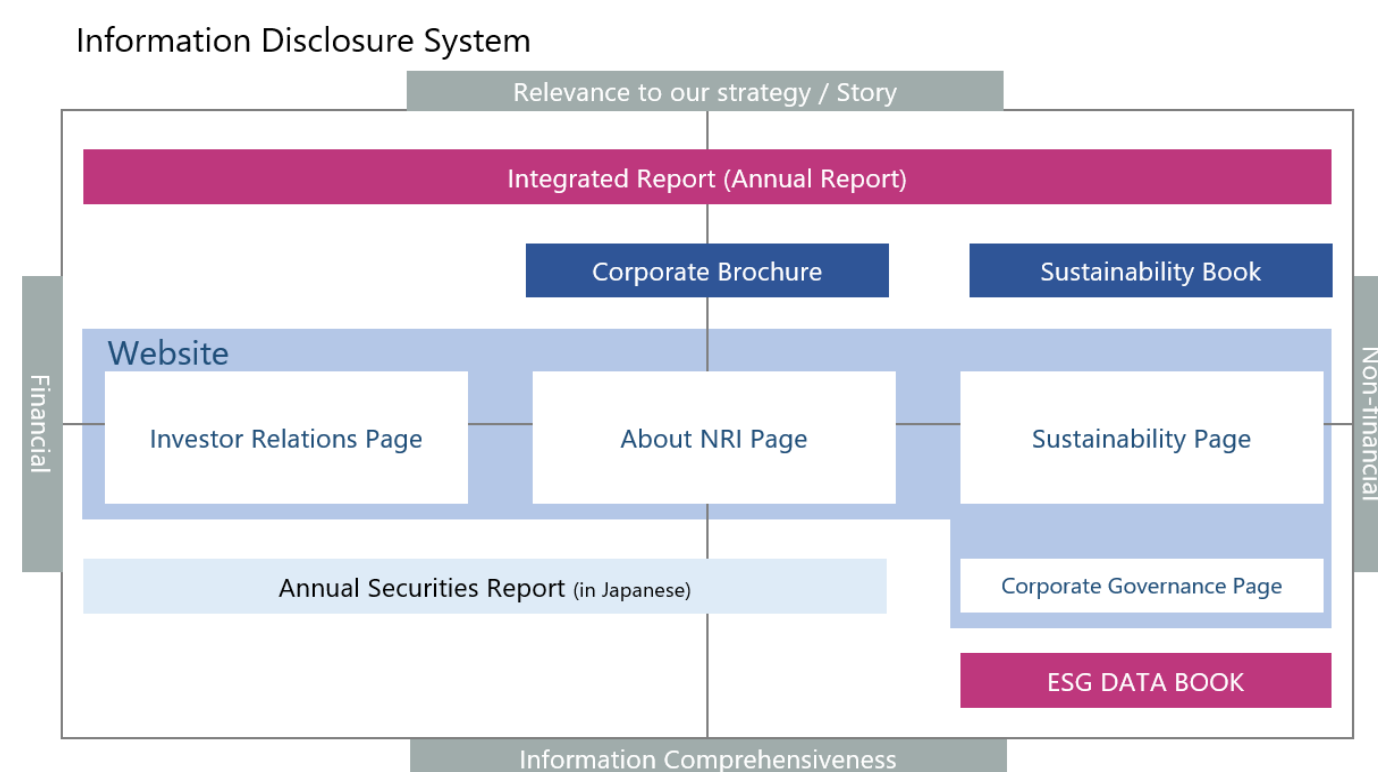 Information Disclosure System
Relevance to our strategy / Story
Integrated Report (Annual Report)
Corporate Brochure
Sustainability Book
Website
Financial
Investor Relations Page
About NRI Page
Sustainability Page
Non-financial
Annual Securities Report (in Japanese)
Corporate Governance Page
ESG DATA BOOK
Information Comprehensiveness